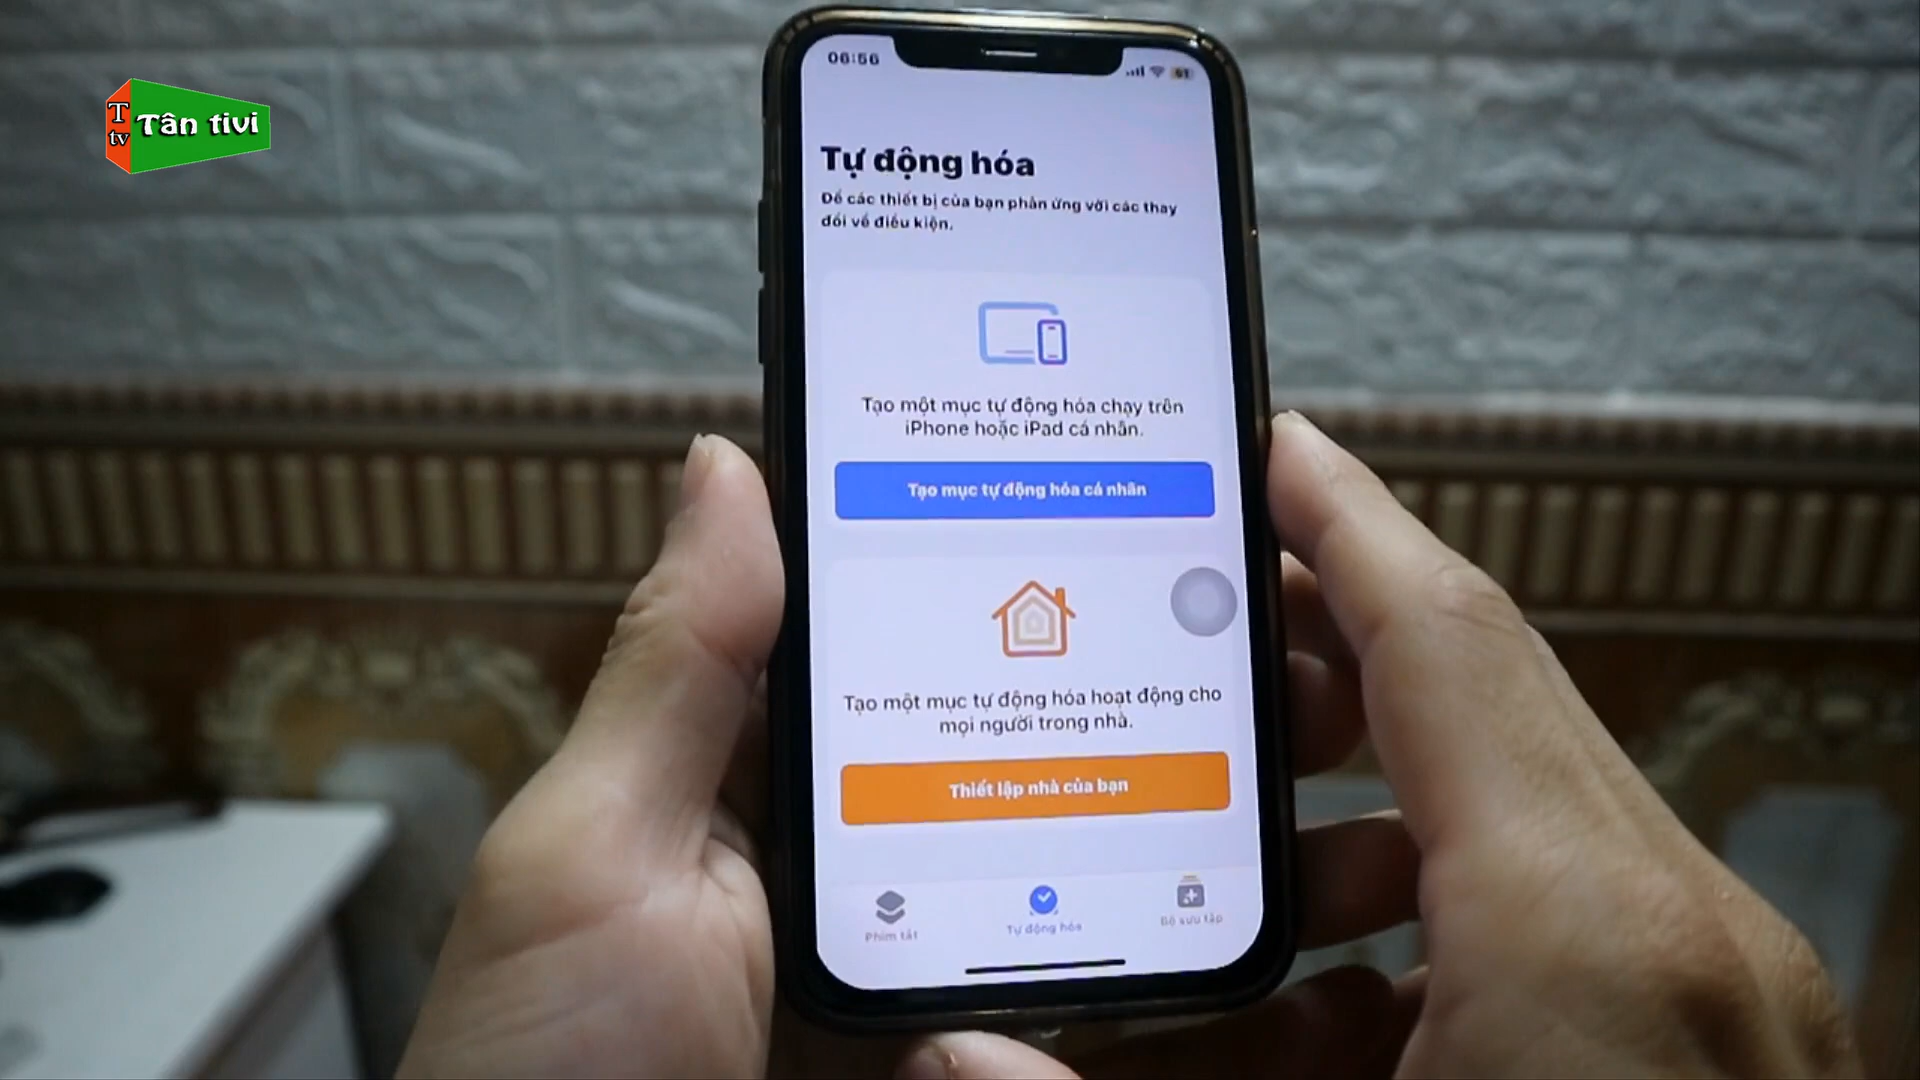 T
tv
Tân tivi
06:56
51
Tự động hóa
Để các thiết bị của bạn phản ứng với các thay
đổi về điều kiện.
Tạo một mục tự động hóa chạy trên
iPhone hoặc iPad cá nhân.
Tạo mục tự động hóa cá nhân
Tạo một mục tự động hóa hoạt động cho
mọi người trong nhà.
Thiết lập nhà của bạn
Phím tắt
Tự động hóa
Bộ sưu tập